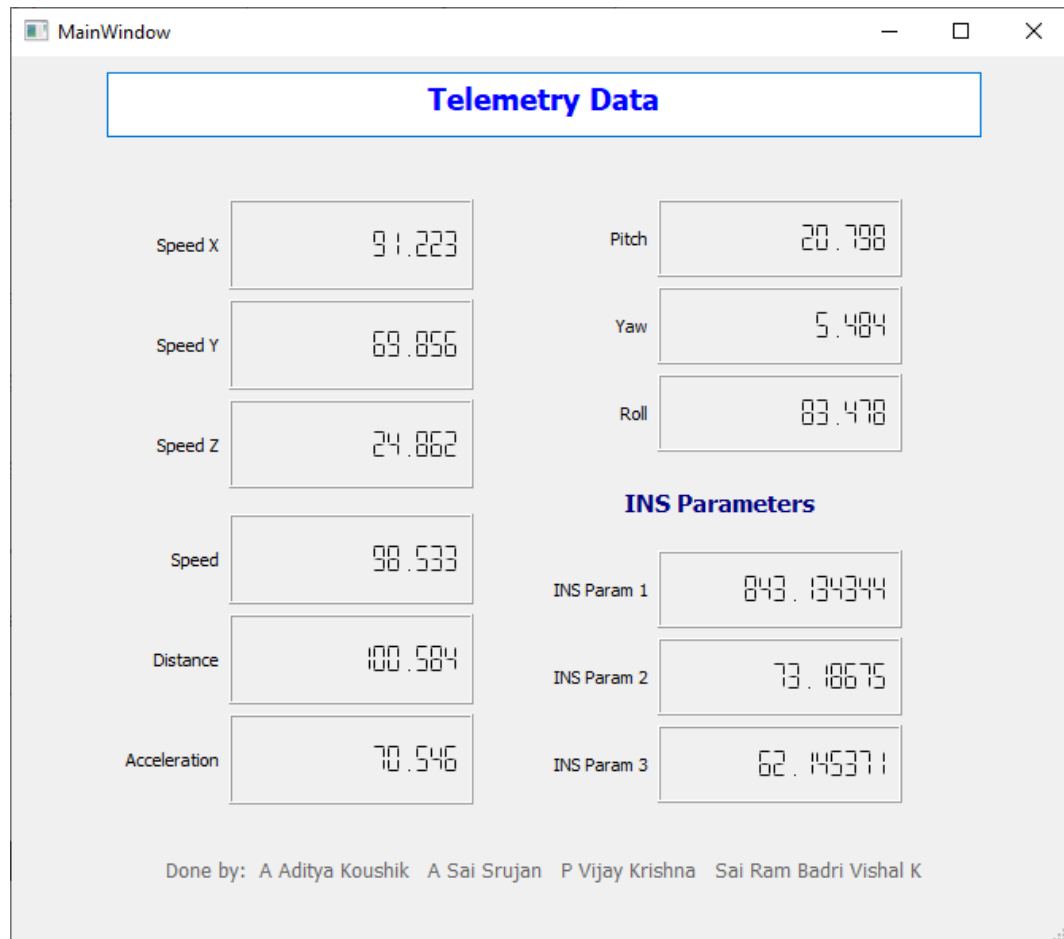 MainWindow
Telemetry Data
Speed X 91.223
Speed Y 69.856
Speed Z 24.862
Speed 98.533
Distance 100.584
Acceleration 70.546
Pitch 20.798
Yaw 5.484
Roll 83.478
INS Parameters
INS Param 1 843.134344
INS Param 2 73.18675
INS Param 3 62.145371
Done by: A Aditya Koushik A Sai Srujan P Vijay Krishna Sai Ram Badri Vishal K